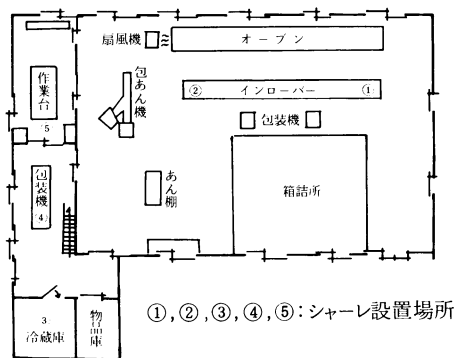 扇風機
オーブン
作業台
5
包あん機
②
インローバー
①
包装機
包装機
(4)
あん棚
箱詰所
3
冷蔵庫
物品庫
①,②,③,④,⑤:シャーレ設置場所